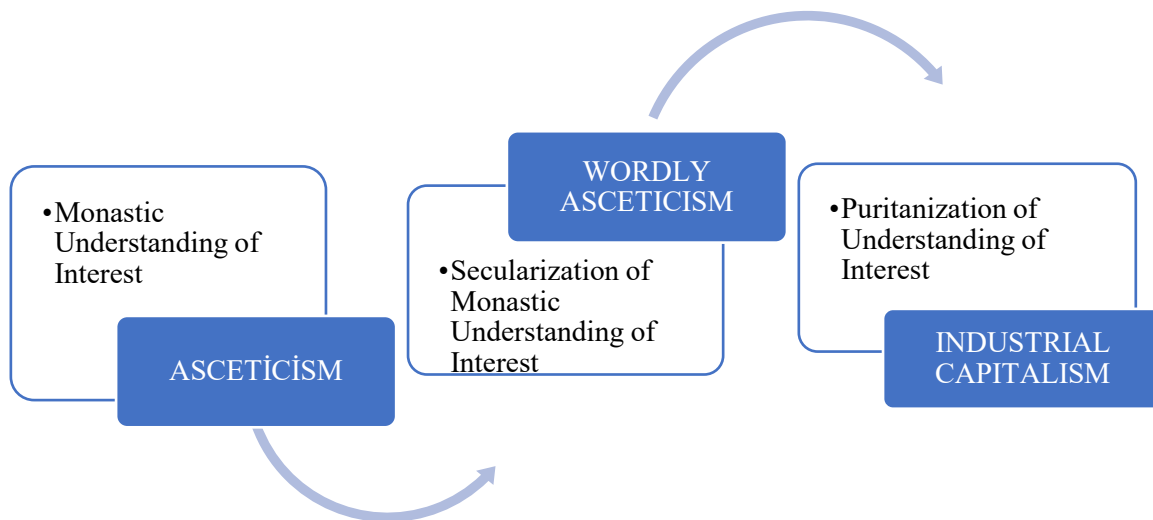 •Monastic
Understanding of
Interest
ASCETİCİSM
WORDLY
ASCETICISM
•Secularization of
Monastic
Understanding of
Interest
•Puritanization of
Understanding of
Interest
INDUSTRIAL
CAPITALISM